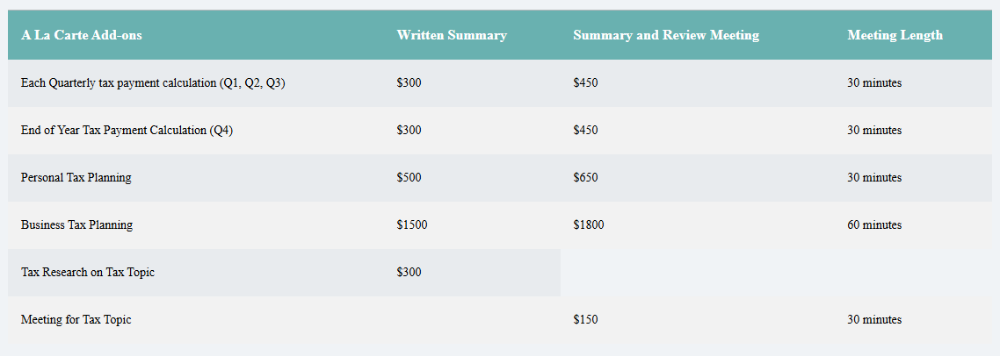 A La Carte Add-ons Written Summary Summary and Review Meeting Meeting Length
Each Quarterly tax payment calculation (Q1, Q2, Q3) $300 $450 30 minutes
End of Year Tax Payment Calculation (Q4) $300 $450 30 minutes
Personal Tax Planning $500 $650 30 minutes
Business Tax Planning $1500 $1800 60 minutes
Tax Research on Tax Topic $300
Meeting for Tax Topic $150 30 minutes